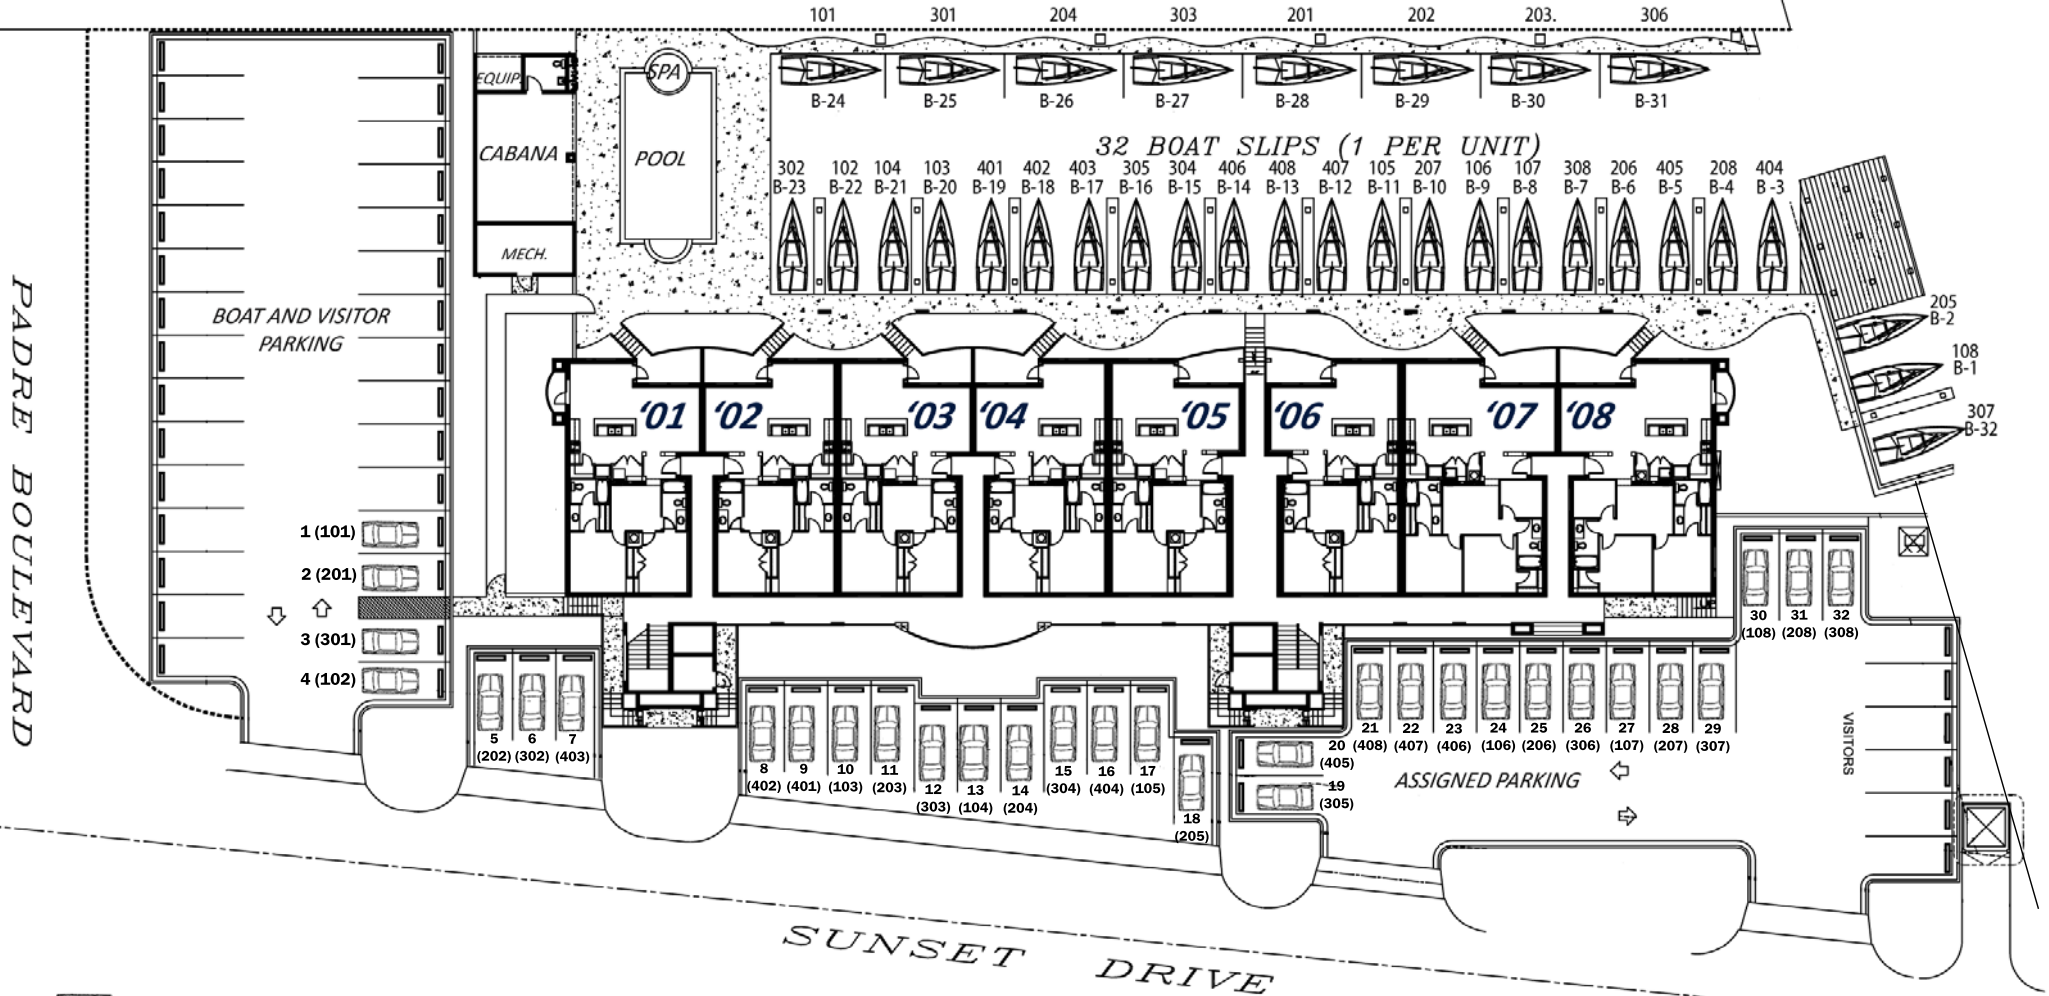 101 301 204 303 201 202 203. 306
B-24 B-25 B-26 B-27 B-28 B-29 B-30 B-31
32 BOAT SLIPS (1 PER UNIT)
302 102 104 103 401 402 403 305 304 406 408 407 105 207 106 107 308 206 405 208 404
B-23 B-22 B-21 B-20 B-19 B-18 B-17 B-16 B-15 B-14 B-13 B-12 B-11 B-10 B-9 B-8 B-7 B-6 B-5 B-4 B -3
SPA
EQUIP.
CABANA
POOL
MECH.
205
B-2
108
B-1
307
B-32
PADRE BOULEVARD
BOAT AND VISITOR
PARKING
‘01 ‘02 ‘03 ‘04 ‘05 ‘06 ‘07 ‘08
1 (101)
2 (201)
3 (301)
4 (102)
5 6 7
(202) (302) (403)
8 9 10 11
(402) (401) (103) (203)
12 13 14
(303) (104) (204)
15 16 17
(304) (404) (105)
18
(205)
19
(305)
20
(405)
21 22 23 24 25 26 27 28 29
(408) (407) (406) (106) (206) (306) (107) (207) (307)
30 31 32
(108) (208) (308)
ASSIGNED PARKING
VISITORS
SUNSET DRIVE